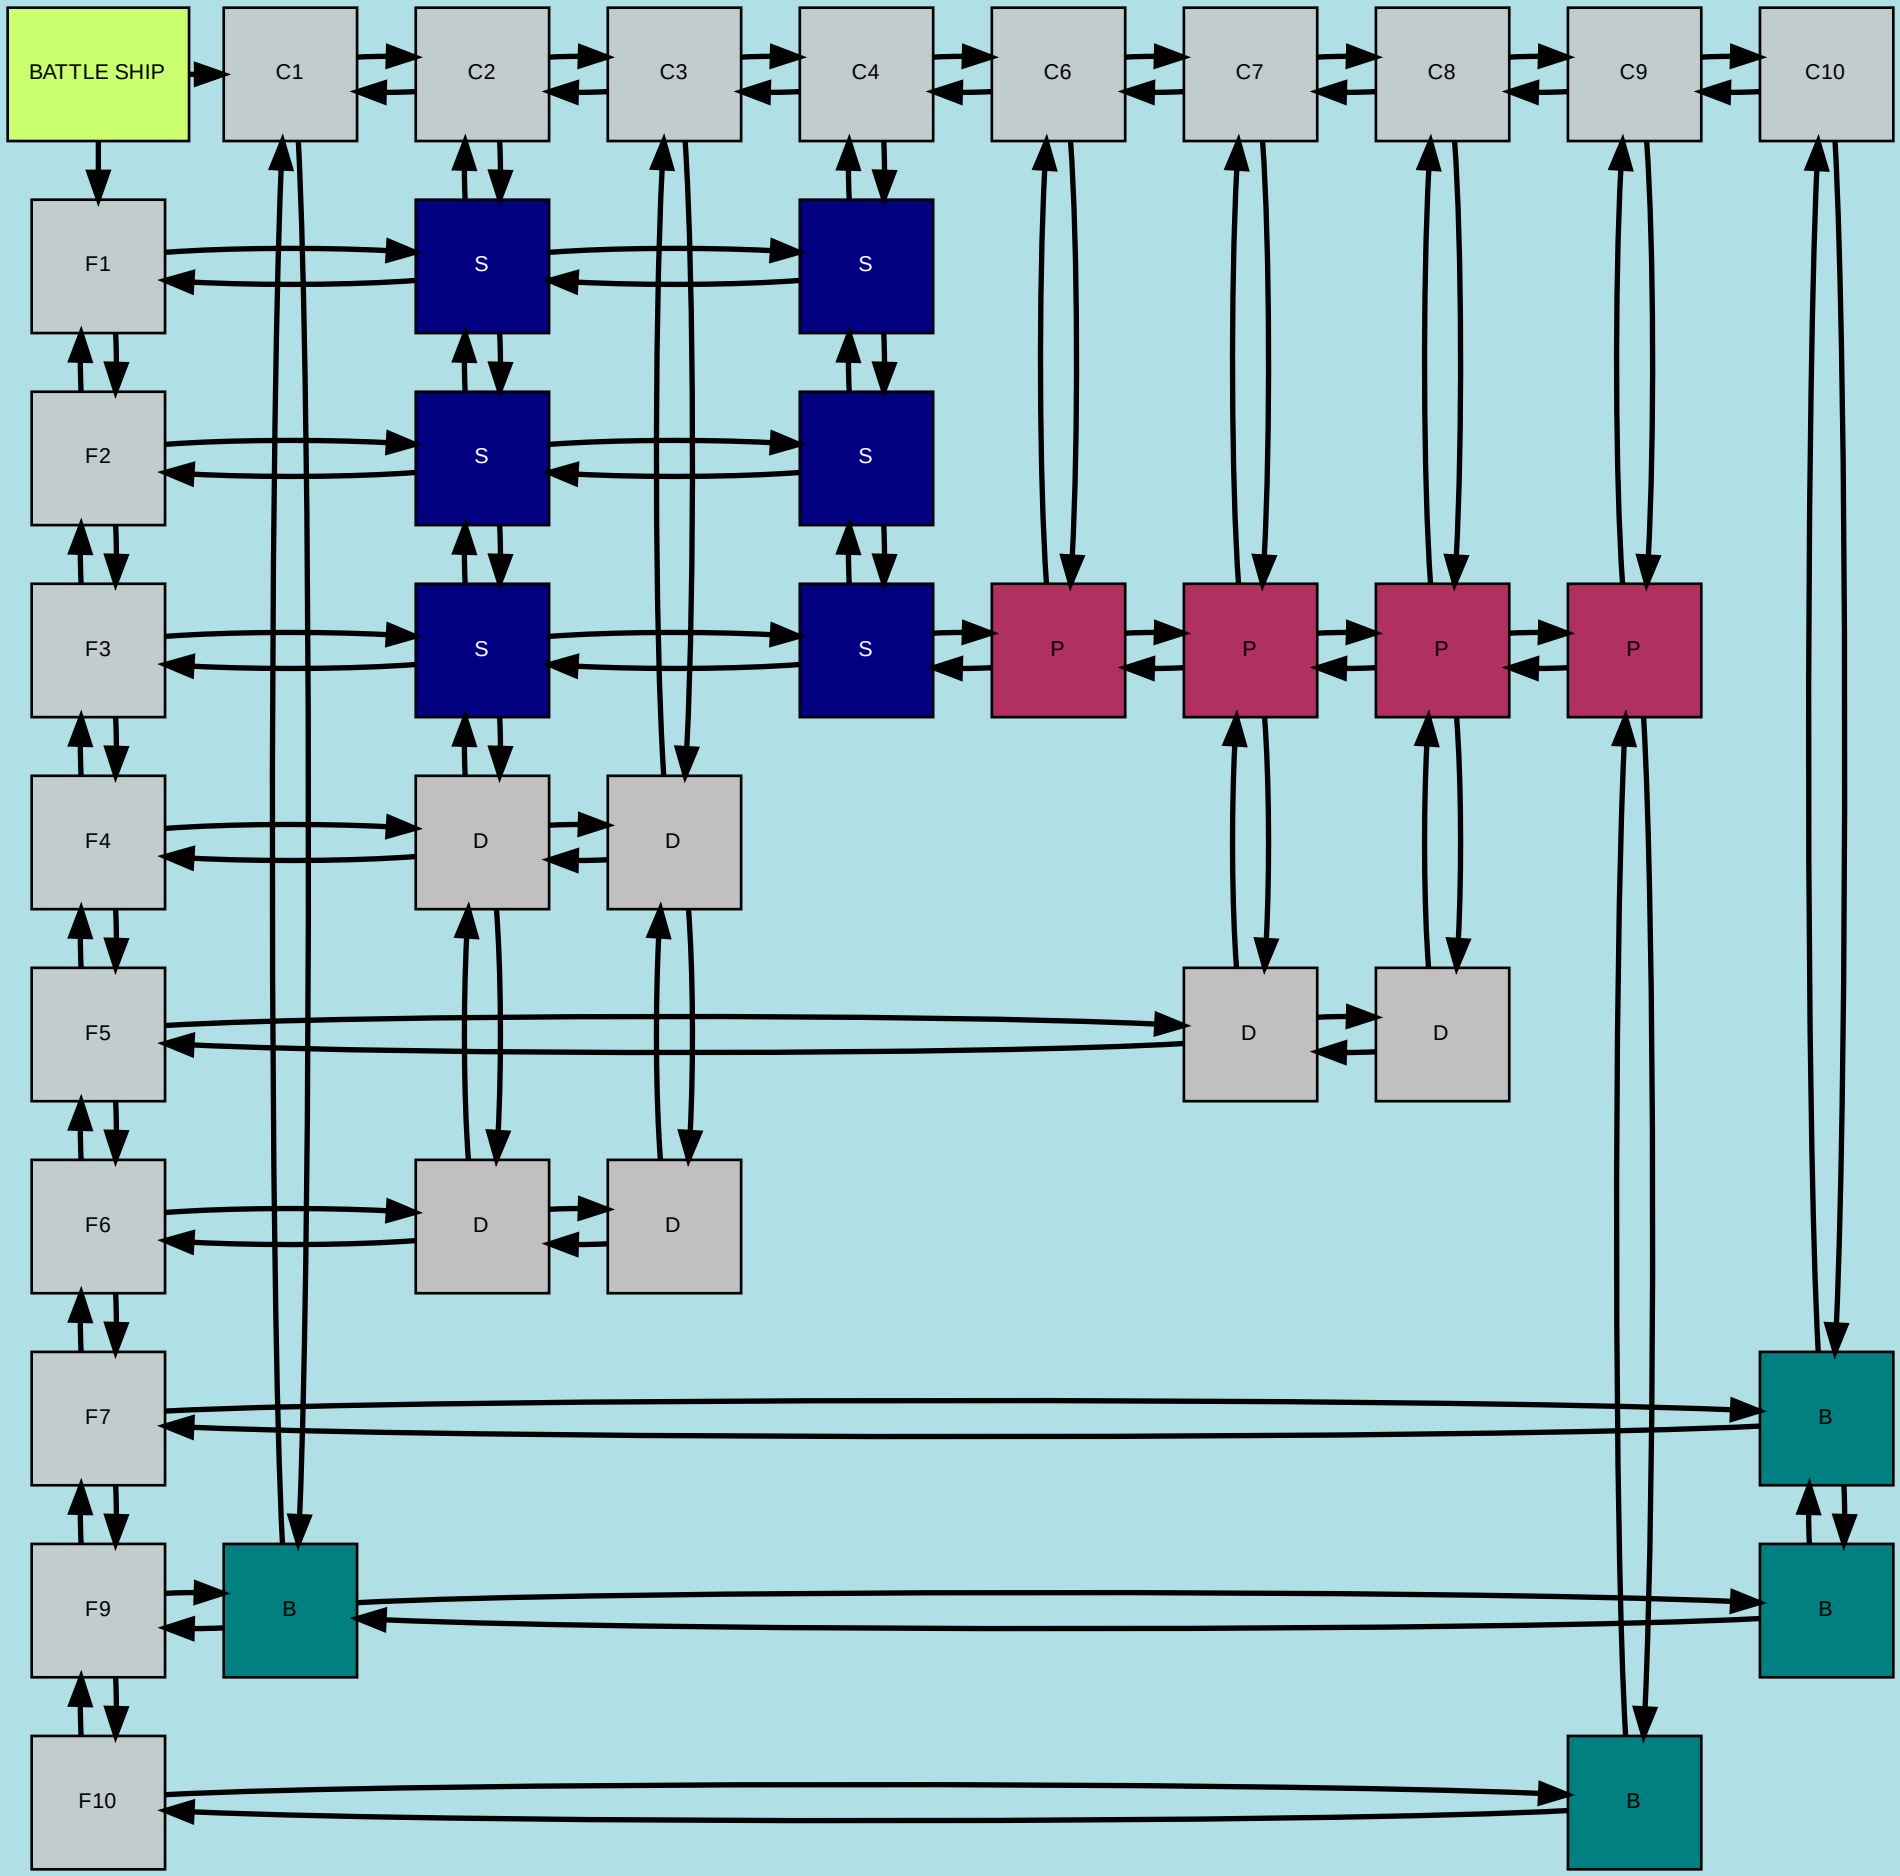 BATTLE SHIP C1 C2 C3 C4 C6 C7 C8 C9 C10
F1 S S
F2 S S
F3 S S P P P P
F4 D D
F5 D D
F6 D D
F7 B
F9 B B
F10 B